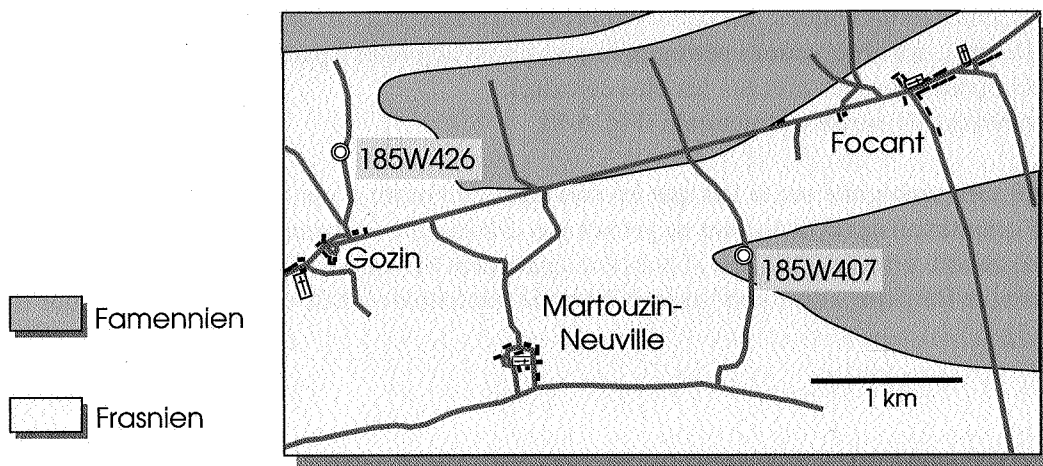 185W426
Focant
Gozin
185W407
Martouzin-
Neuville
1 km
Famennien
Frasnien